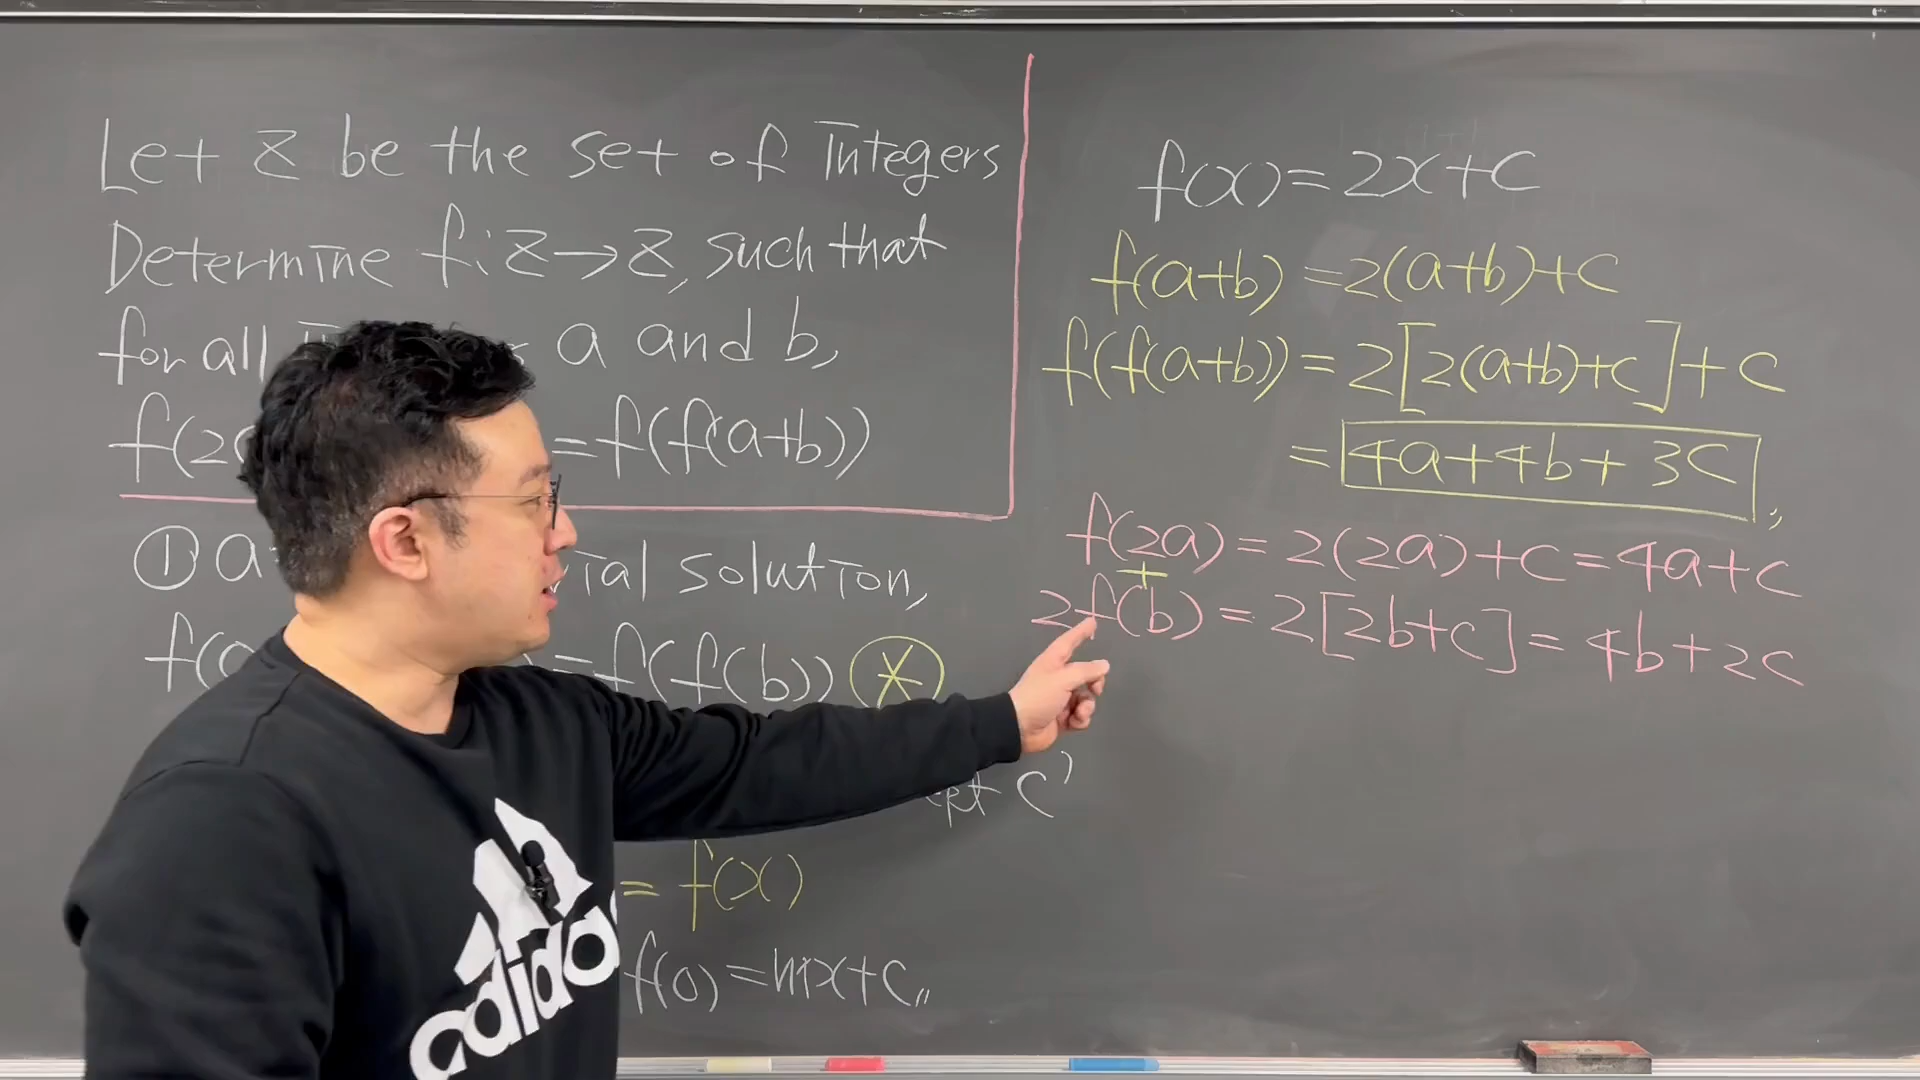 Let Z be the set of Integers
Determine f: Z→Z, such that
for all a and b,
f(2 = f(f(a+b))
① a= solution,
= f(f(b)) *
c)
= f(x)
f(0) = mx+c,,
f(x) = 2x+c
f(a+b) = 2(a+b)+c
f(f(a+b)) = 2[2(a+b)+c]+c
= 4a+4b+3c,
f(2a) = 2(2a)+c = 4a+c
+
2f(b) = 2[2b+c] = 4b+2c
adidas